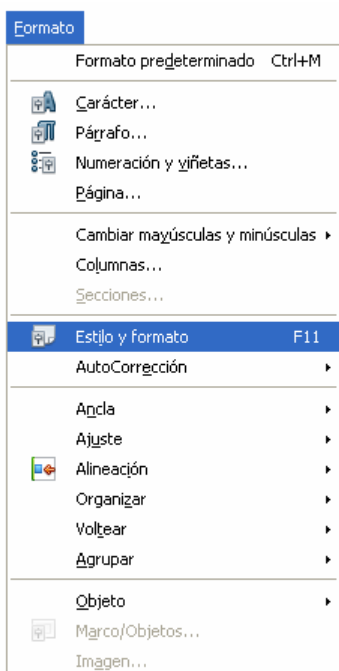 Formato
Formato predeterminado Ctrl+M
Carácter...
Párrafo...
Numeración y viñetas...
Página...
Cambiar mayúsculas y minúsculas
Columnas...
Secciones...
Estilo y formato F11
AutoCorrección
Ancla
Ajuste
Alineación
Organizar
Voltear
Agrupar
Objeto
Marco/Objetos...
Imagen...